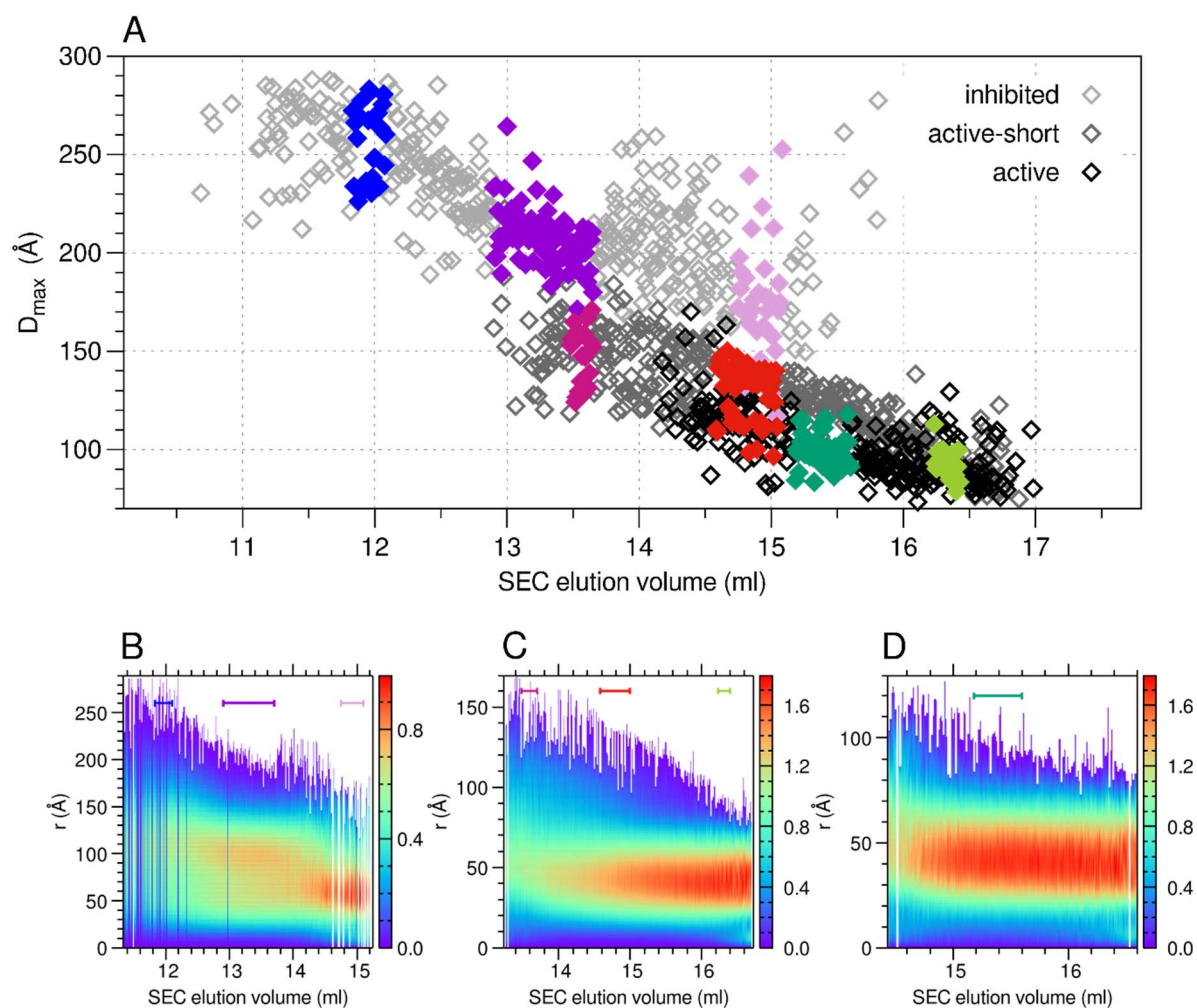 A
300
250
200
150
100
D_max (Å)
inhibited
active-short
active
11 12 13 14 15 16 17
SEC elution volume (ml)
B
250
200
150
100
50
0
r (Å)
12 13 14 15
SEC elution volume (ml)
0.8
0.4
0.0
C
150
100
50
0
r (Å)
14 15 16
SEC elution volume (ml)
1.6
1.2
0.8
0.4
0.0
D
100
50
0
r (Å)
15 16
SEC elution volume (ml)
1.6
1.2
0.8
0.4
0.0